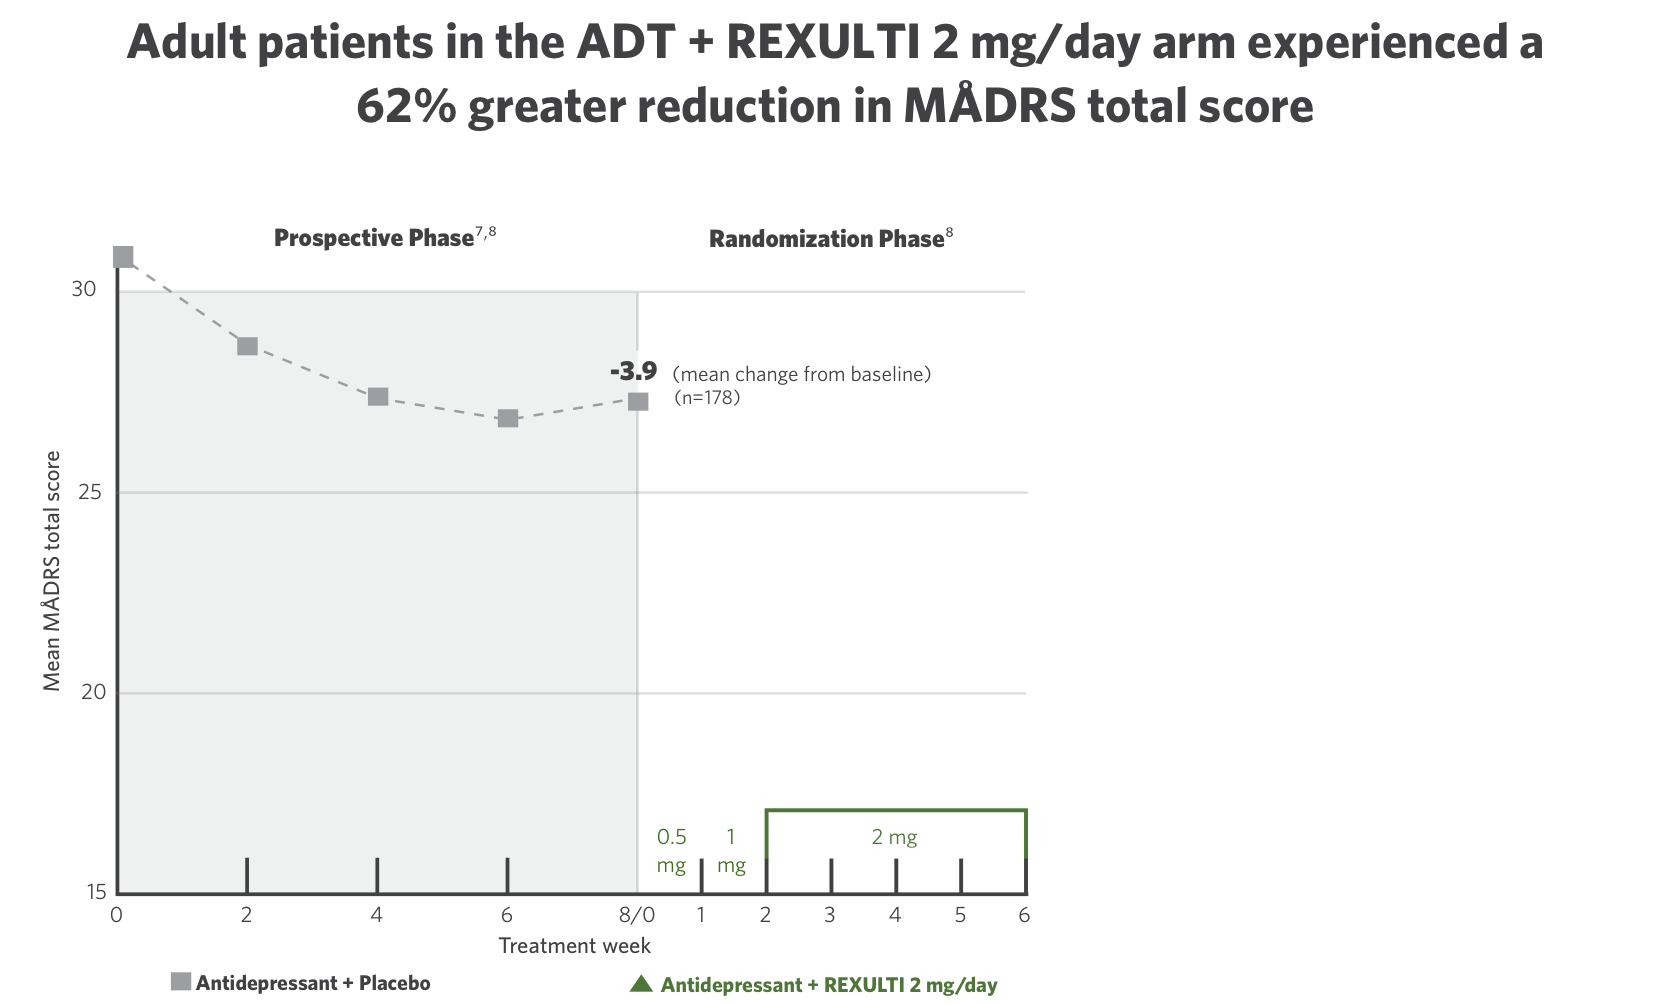 Adult patients in the ADT + REXULTI 2 mg/day arm experienced a
62% greater reduction in MÅDRS total score
Prospective Phase7,8
Randomization Phase8
30
-3.9 (mean change from baseline)
(n=178)
25
Mean MÅDRS total score
20
0.5
mg
1
mg
2 mg
15
0 2 4 6 8/0 1 2 3 4 5 6
Treatment week
Antidepressant + Placebo
Antidepressant + REXULTI 2 mg/day